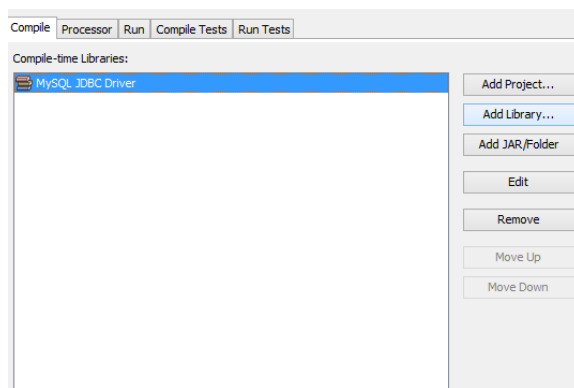 Compile Processor Run Compile Tests Run Tests
Compile-time Libraries:
MySQL JDBC Driver
Add Project...
Add Library...
Add JAR/Folder
Edit
Remove
Move Up
Move Down